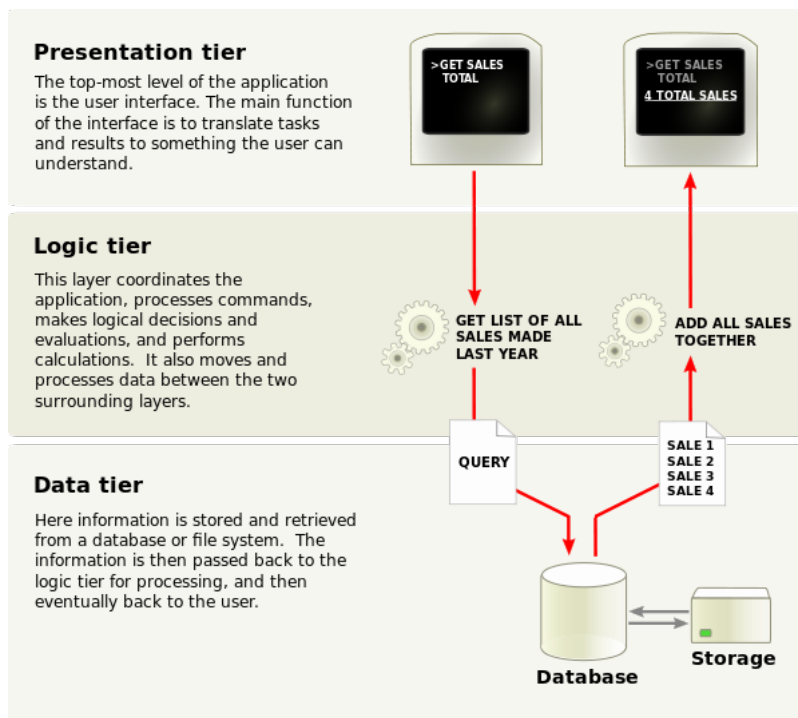 Presentation tier
The top-most level of the application
is the user interface. The main function
of the interface is to translate tasks
and results to something the user can
understand.
>GET SALES
TOTAL
>GET SALES
TOTAL
4 TOTAL SALES
Logic tier
This layer coordinates the
application, processes commands,
makes logical decisions and
evaluations, and performs
calculations.  It also moves and
processes data between the two
surrounding layers.
GET LIST OF ALL
SALES MADE
LAST YEAR
ADD ALL SALES
TOGETHER
Data tier
Here information is stored and retrieved
from a database or file system.  The
information is then passed back to the
logic tier for processing, and then
eventually back to the user.
QUERY
SALE 1
SALE 2
SALE 3
SALE 4
Database
Storage